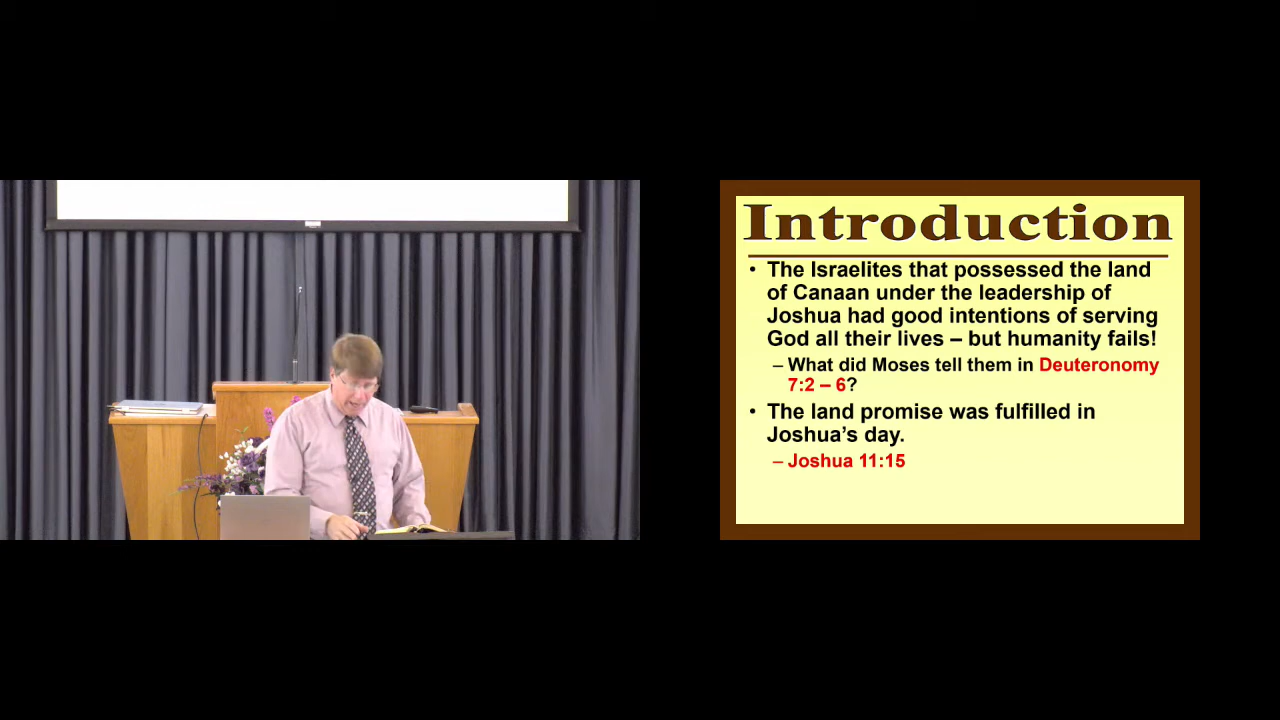 Introduction
• The Israelites that possessed the land
of Canaan under the leadership of
Joshua had good intentions of serving
God all their lives – but humanity fails!
– What did Moses tell them in Deuteronomy
7:2 – 6?
• The land promise was fulfilled in
Joshua’s day.
– Joshua 11:15